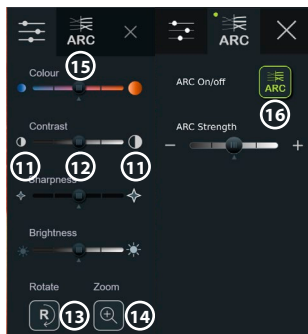 ARC
Colour
15
Contrast
11
12
11
Sharpness
Brightness
Rotate
Zoom
R
13
14
ARC
ARC On/off
ARC
16
ARC Strength